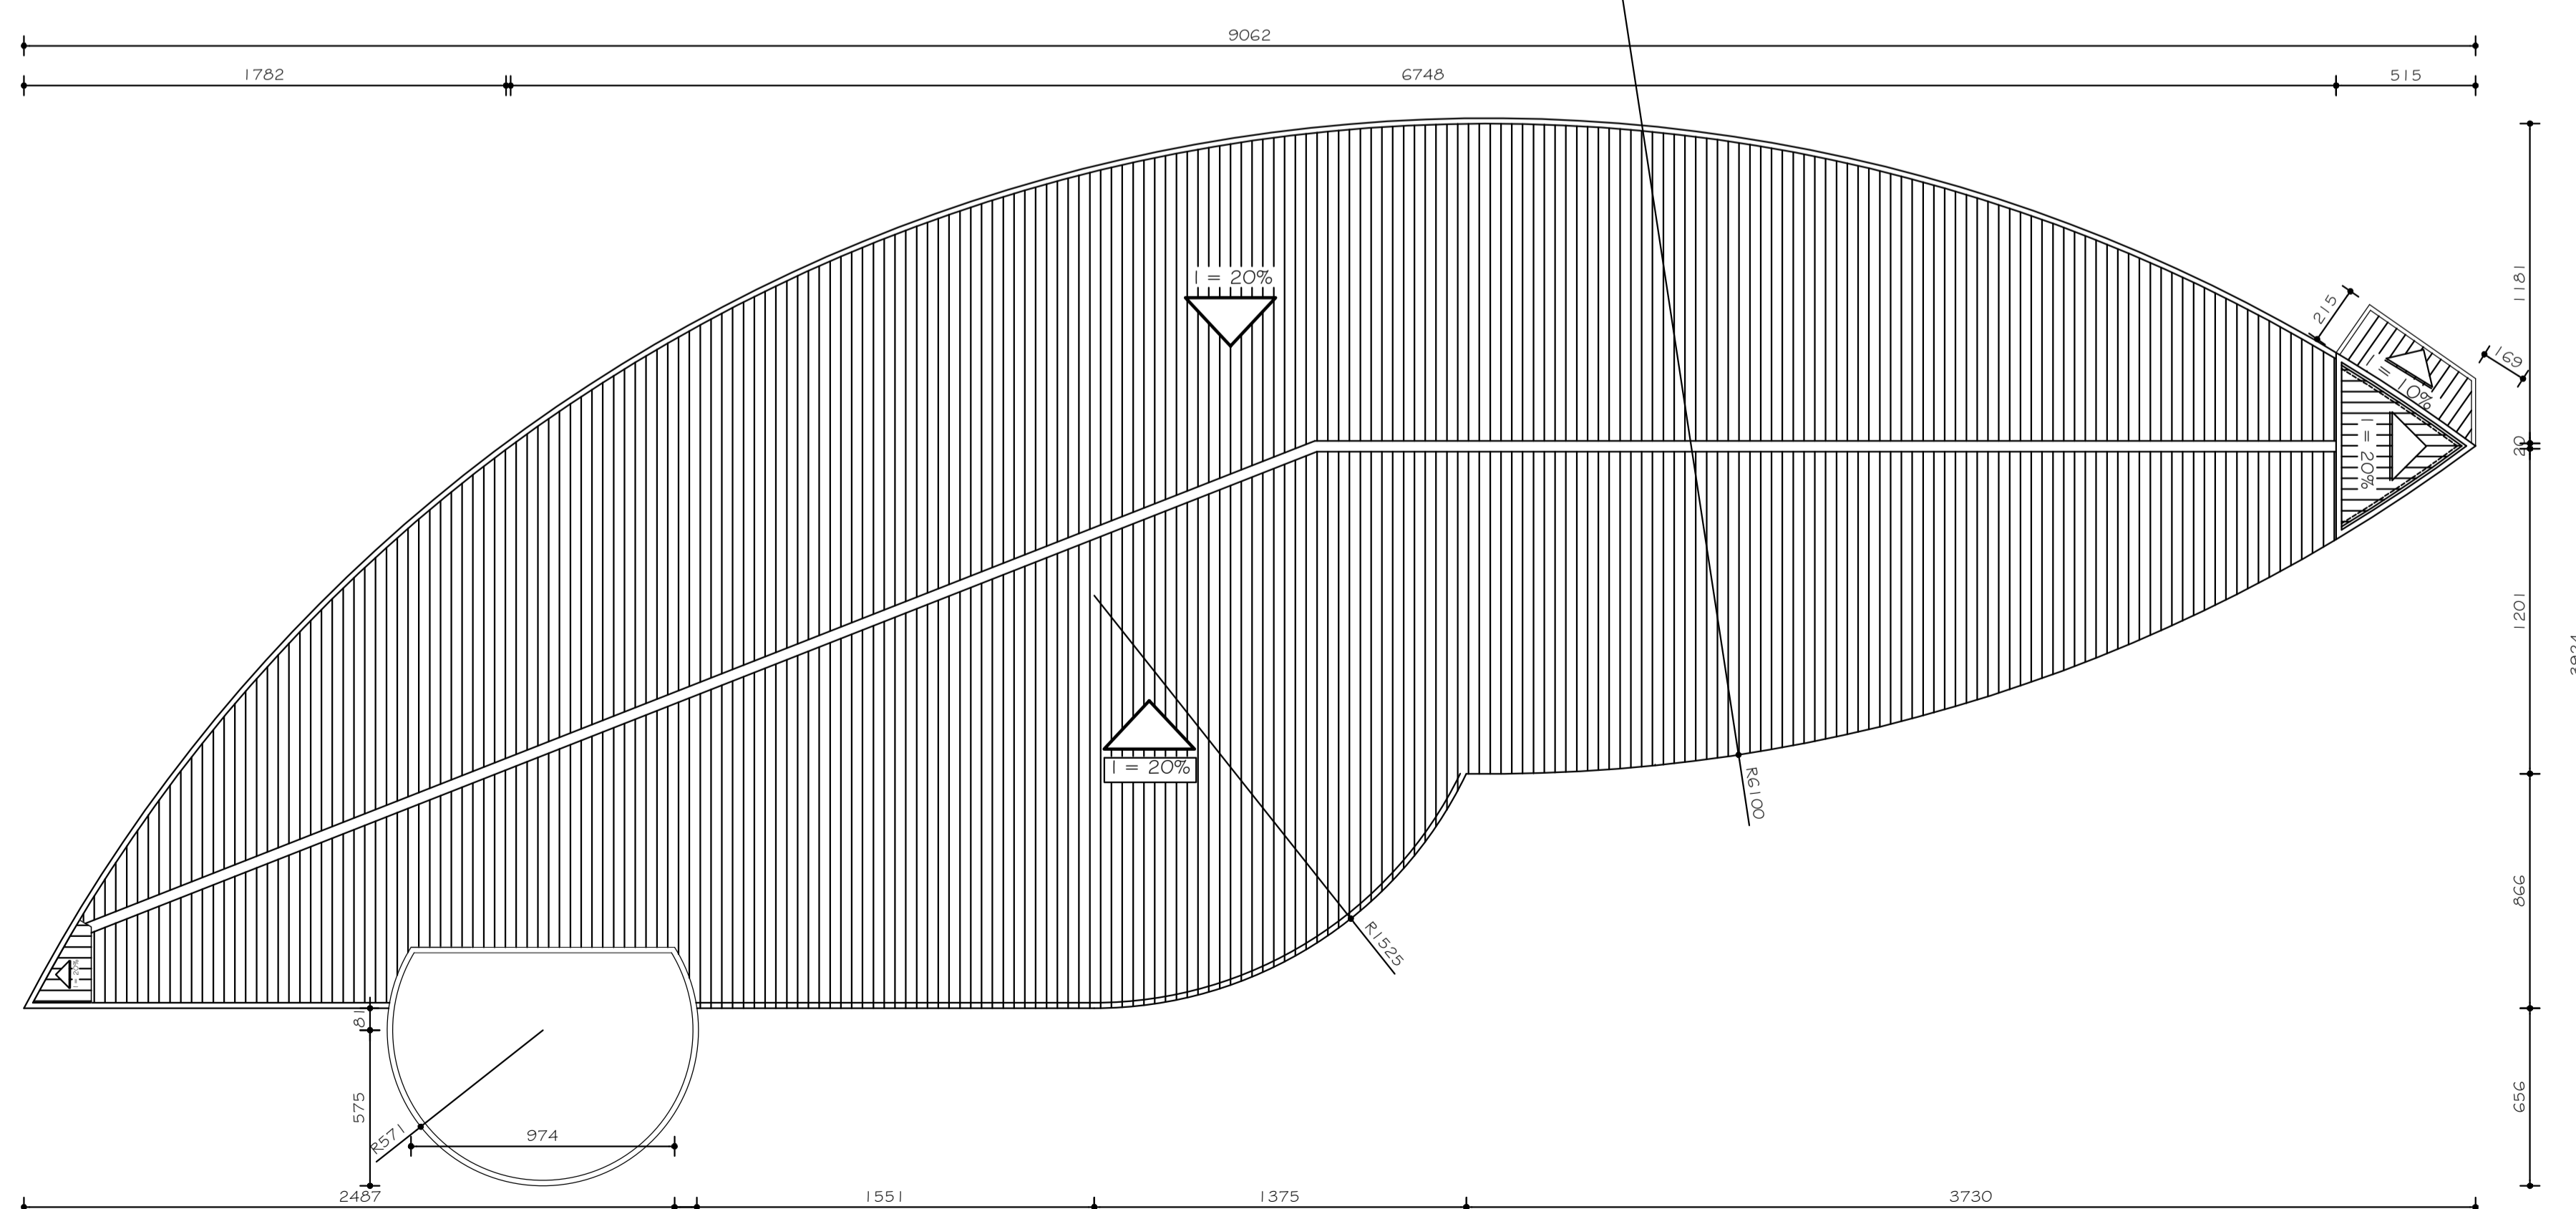 9062
1782
6748
515
1181
I = 20%
215
169
I = 10%
20
I = 20%
1201
I = 20%
R6100
866
R1525
I = 20%
81
575
R571
974
656
2487
1551
1375
3730